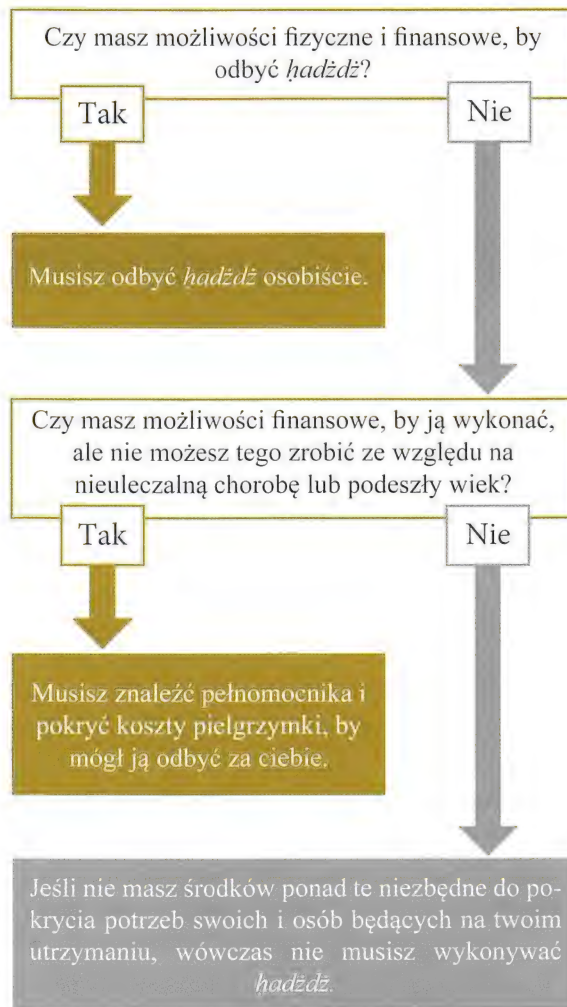 Czy masz możliwości fizyczne i finansowe, by
odbyć ḥadżdż?
Tak
Nie
Musisz odbyć ḥadżdż osobiście.
Czy masz możliwości finansowe, by ją wykonać,
ale nie możesz tego zrobić ze względu na
nieuleczalną chorobę lub podeszły wiek?
Tak
Nie
Musisz znaleźć pełnomocnika i
pokryć koszty pielgrzymki, by
mógł ją odbyć za ciebie.
Jeśli nie masz środków ponad te niezbędne do po-
krycia potrzeb swoich i osób będących na twoim
utrzymaniu, wówczas nie musisz wykonywać
ḥadżdż.